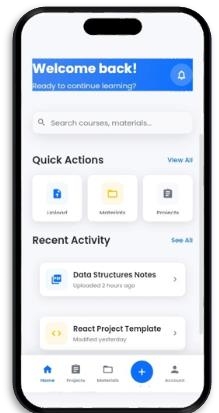 Welcome back!
Ready to continue learning?
Search courses, materials...
Quick Actions View All
Upload Materials Projects
Recent Activity See All
PDF
Data Structures Notes
Uploaded 2 hours ago
React Project Template
Modified yesterday
Home Projects Materials Account